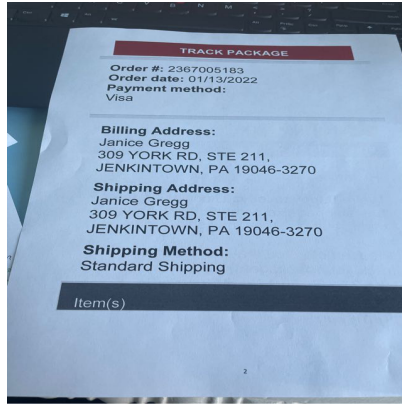 TRACK PACKAGE
Order #: 2367005183
Order date: 01/13/2022
Payment method:
Visa
Billing Address:
Janice Gregg
309 YORK RD, STE 211,
JENKINTOWN, PA 19046-3270
Shipping Address:
Janice Gregg
309 YORK RD, STE 211,
JENKINTOWN, PA 19046-3270
Shipping Method:
Standard Shipping
Item(s)
2